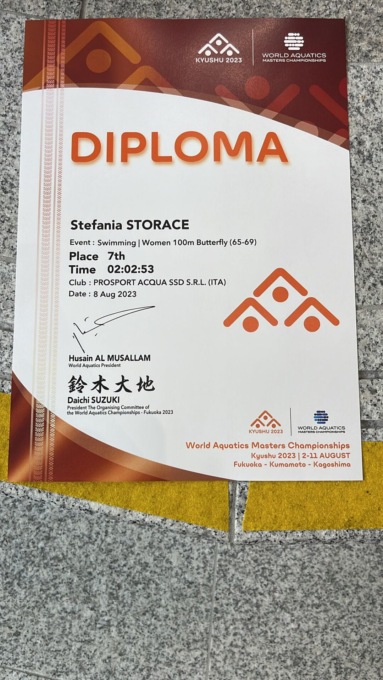 KYUSHU 2023
WORLD AQUATICS
MASTERS CHAMPIONSHIPS
DIPLOMA
Stefania STORACE
Event : Swimming | Women 100m Butterfly (65-69)
Place 7th
Time 02:02:53
Club : PROSPORT ACQUA SSD S.R.L. (ITA)
Date : 8 Aug 2023
Husain AL MUSALLAM
World Aquatics President
鈴木大地
Daichi SUZUKI
President The Organising Committee of
the World Aquatics Championships - Fukuoka 2023
KYUSHU 2023
WORLD AQUATICS
MASTERS CHAMPIONSHIPS
World Aquatics Masters Championships
Kyushu 2023 | 2-11 AUGUST
Fukuoka - Kumamoto - Kagoshima